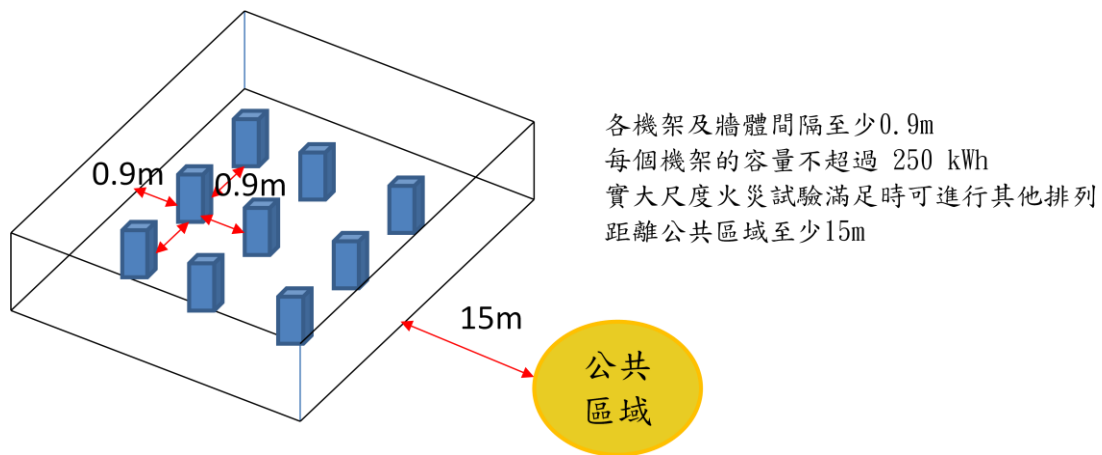 各機架及牆體間隔至少0.9m
每個機架的容量不超過 250 kWh
實大尺度火災試驗滿足時可進行其他排列
距離公共區域至少15m
0.9m
0.9m
15m
公共
區域